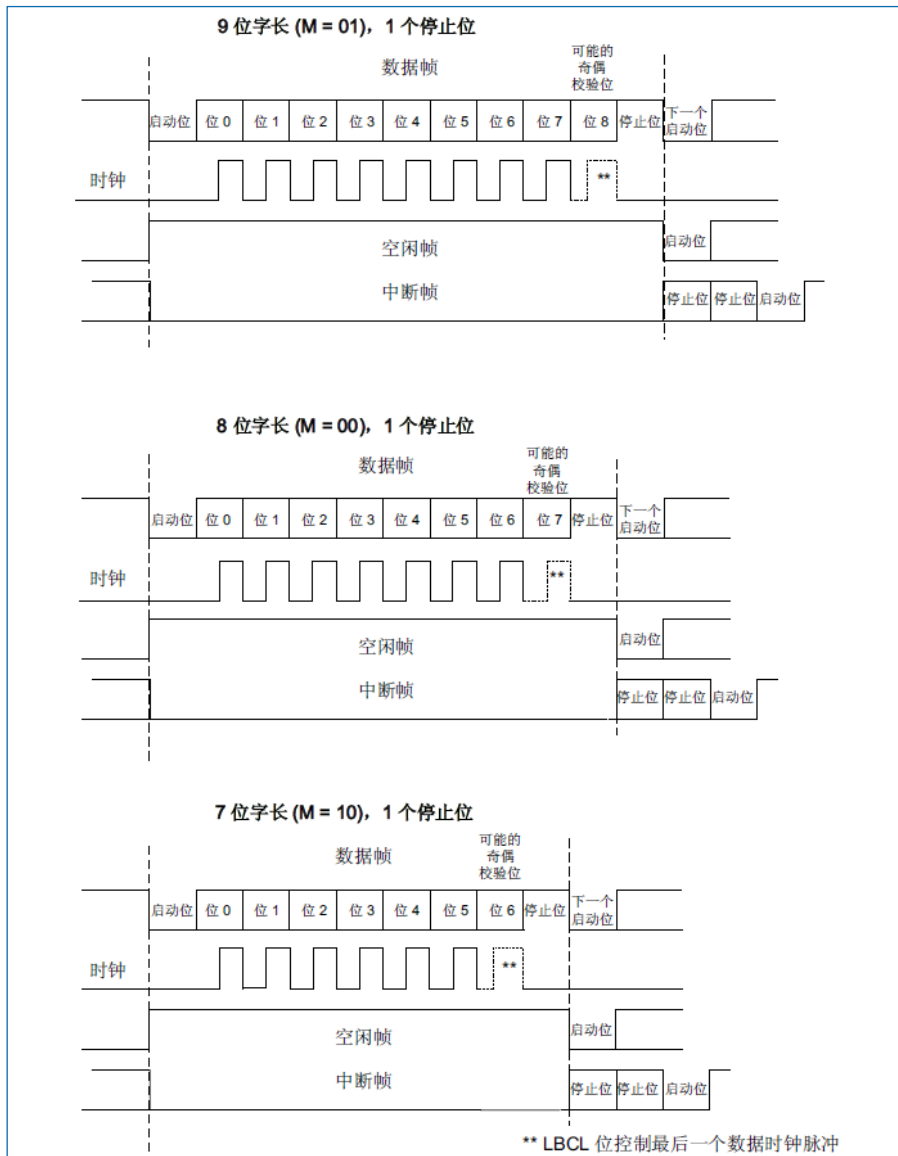 9 位字长 (M = 01)，1 个停止位
数据帧
可能的
奇偶
校验位
启动位 位 0 位 1 位 2 位 3 位 4 位 5 位 6 位 7 位 8 停止位 下一个
启动位
时钟
**
空闲帧
启动位
中断帧
停止位 停止位 启动位
8 位字长 (M = 00)，1 个停止位
数据帧
可能的
奇偶
校验位
启动位 位 0 位 1 位 2 位 3 位 4 位 5 位 6 位 7 停止位 下一个
启动位
时钟
**
空闲帧
启动位
中断帧
停止位 停止位 启动位
7 位字长 (M = 10)，1 个停止位
数据帧
可能的
奇偶
校验位
启动位 位 0 位 1 位 2 位 3 位 4 位 5 位 6 停止位 下一个
启动位
时钟
**
空闲帧
启动位
中断帧
停止位 停止位 启动位
** LBCL 位控制最后一个数据时钟脉冲